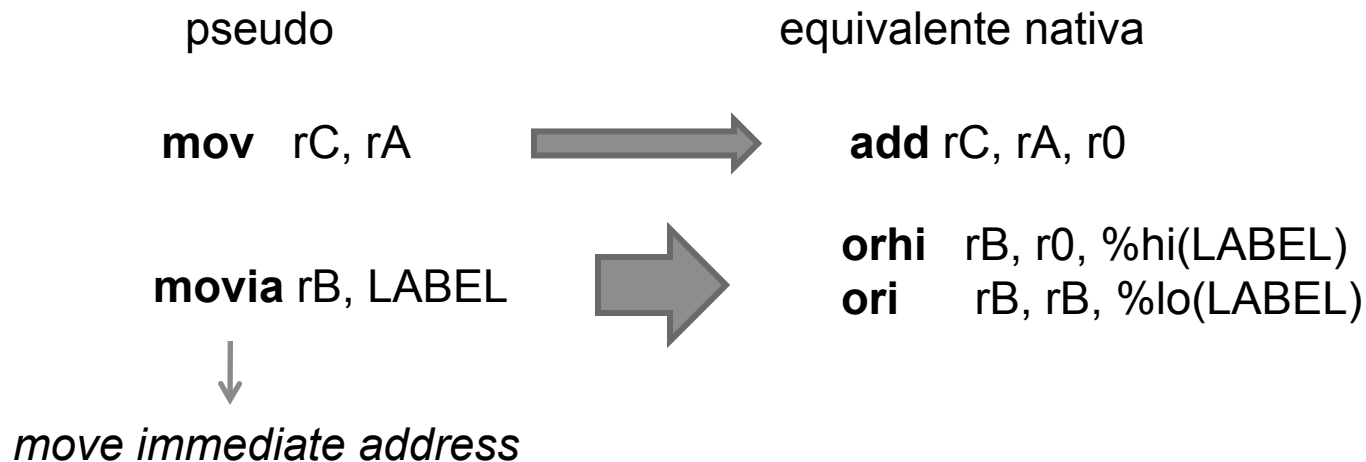 pseudo equivalente nativa
mov rC, rA add rC, rA, r0
movia rB, LABEL orhi rB, r0, %hi(LABEL)
ori rB, rB, %lo(LABEL)
move immediate address